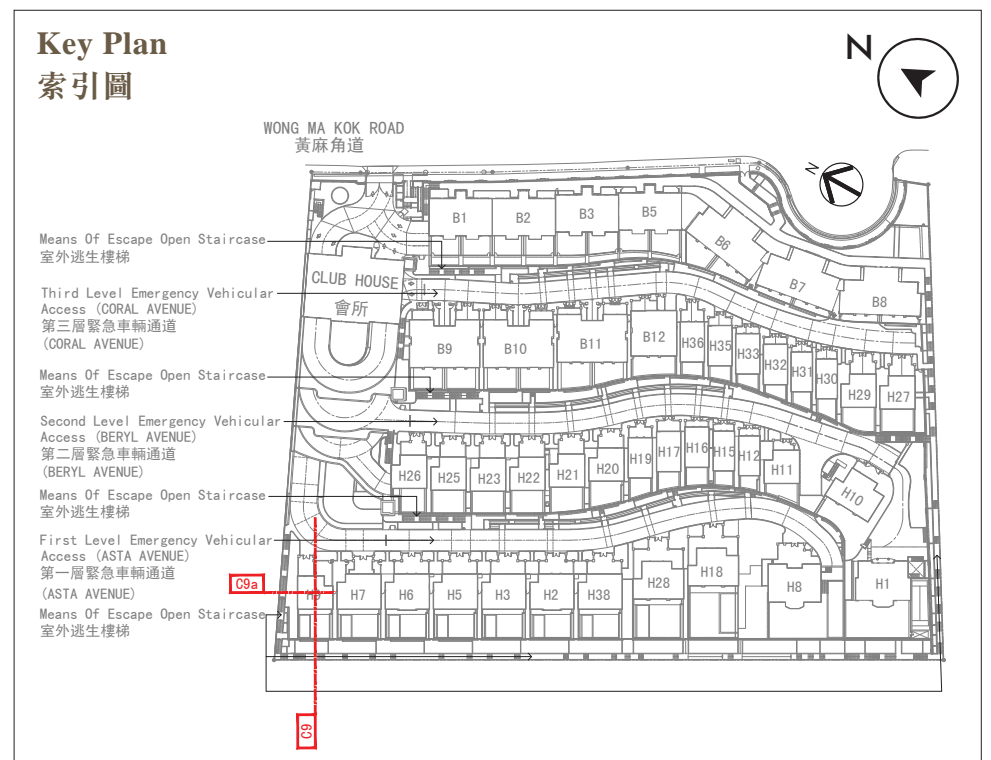 Key Plan
索引圖
N
N
WONG MA KOK ROAD
黃麻角道
Means Of Escape Open Staircase
室外逃生樓梯
CLUB HOUSE
會所
Third Level Emergency Vehicular
Access (CORAL AVENUE)
第三層緊急車輛通道
(CORAL AVENUE)
Means Of Escape Open Staircase
室外逃生樓梯
Second Level Emergency Vehicular
Access (BERYL AVENUE)
第二層緊急車輛通道
(BERYL AVENUE)
Means Of Escape Open Staircase
室外逃生樓梯
First Level Emergency Vehicular
Access (ASTA AVENUE)
第一層緊急車輛通道
(ASTA AVENUE)
Means Of Escape Open Staircase
室外逃生樓梯
B1 B2 B3 B5 B6 B7 B8
B9 B10 B11 B12 H36 H35 H33 H32 H31 H30 H29 H27
H26 H25 H23 H22 H21 H20 H19 H17 H16 H15 H12 H11 H10
H9 H7 H6 H5 H3 H2 H38 H28 H18 H8 H1
C9a
C9